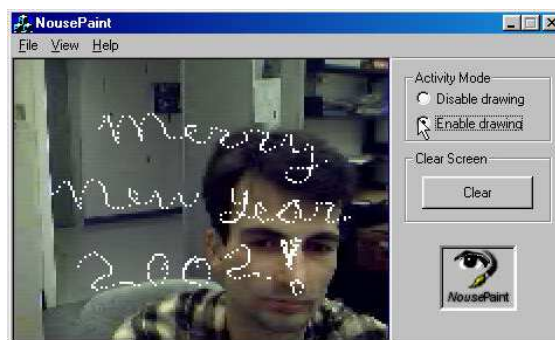 NousePaint
File View Help
Merry
New Year
2002
!
Activity Mode
Disable drawing
Enable drawing
Clear Screen
Clear
NousePaint